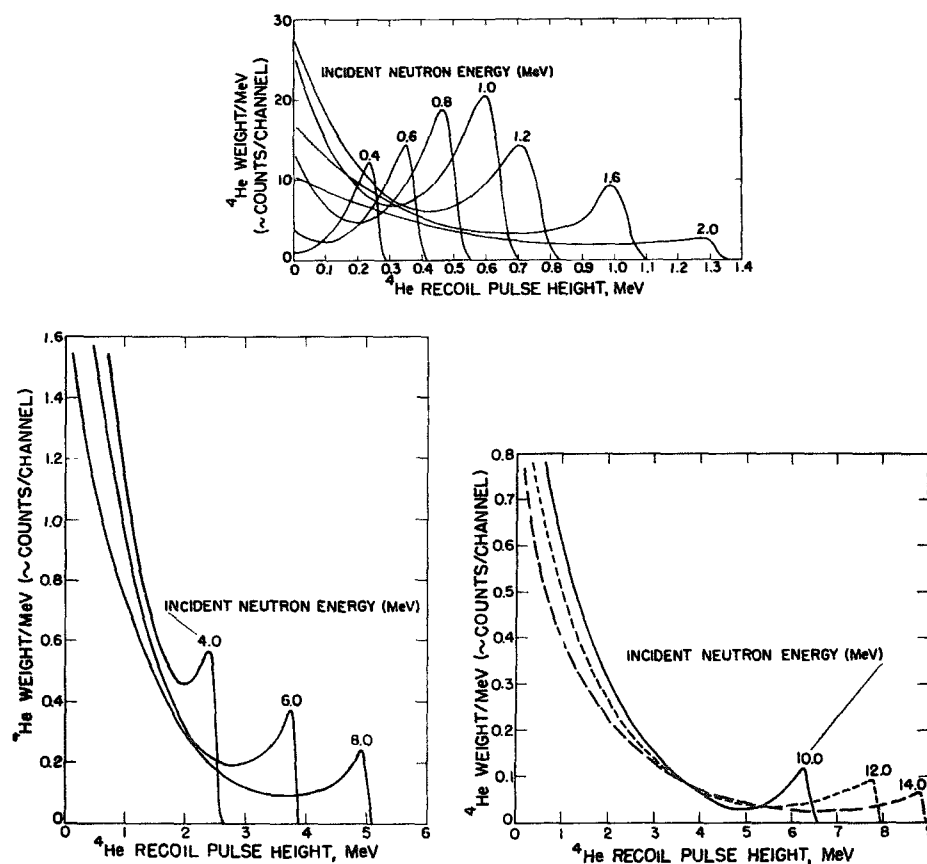 ⁴He WEIGHT/MeV
(~COUNTS/CHANNEL)
30
20
10
0
INCIDENT NEUTRON ENERGY (MeV)
0.4
0.6
0.8
1.0
1.2
1.6
2.0
0 0.1 0.2 0.3 0.4 0.5 0.6 0.7 0.8 0.9 1.0 1.1 1.2 1.3 1.4
⁴He RECOIL PULSE HEIGHT, MeV
⁴He WEIGHT/MeV (~COUNTS/CHANNEL)
1.6
1.4
1.2
1.0
0.8
0.6
0.4
0.2
0
INCIDENT NEUTRON ENERGY (MeV)
4.0
6.0
8.0
0 1 2 3 4 5 6
⁴He RECOIL PULSE HEIGHT, MeV
⁴He WEIGHT/MeV (~COUNTS/CHANNEL)
0.8
0.7
0.6
0.5
0.4
0.3
0.2
0.1
0
INCIDENT NEUTRON ENERGY (MeV)
10.0
12.0
14.0
0 1 2 3 4 5 6 7 8
⁴He RECOIL PULSE HEIGHT, MeV